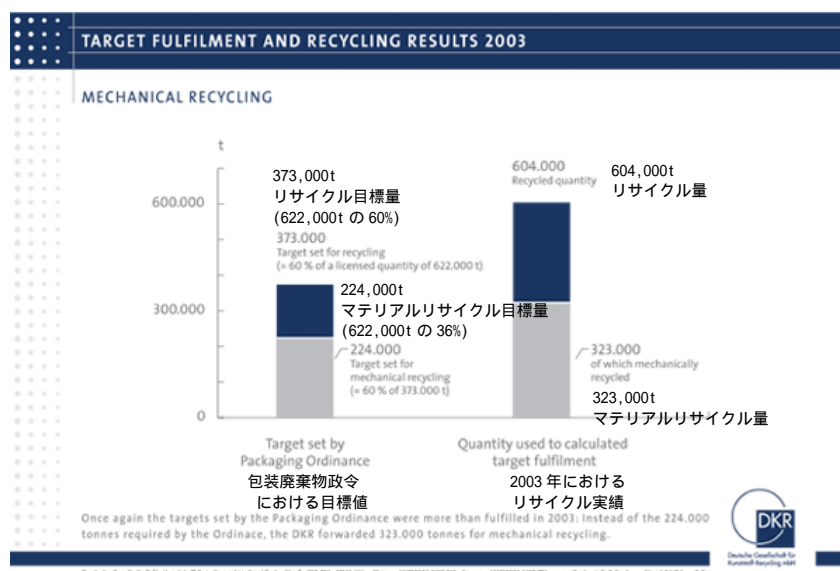 TARGET FULFILMENT AND RECYCLING RESULTS 2003
MECHANICAL RECYCLING
t
600.000
300.000
0
373,000t
リサイクル目標量
(622,000t の 60%)
373.000
Target set for recycling
(= 60 % of a licensed quantity of 622.000 t)
224,000t
マテリアルリサイクル目標量
(622,000t の 36%)
224.000
Target set for
mechanical recycling
(= 60 % of 373.000 t)
604.000
Recycled quantity
604,000t
リサイクル量
323.000
of which mechanically
recycled
323,000t
マテリアルリサイクル量
Target set by
Packaging Ordinance
包装廃棄物政令
における目標値
Quantity used to calculated
target fulfilment
2003 年における
リサイクル実績
Once again the targets set by the Packaging Ordinance were more than fulfilled in 2003: Instead of the 224.000
tonnes required by the Ordinace, the DKR forwarded 323.000 tonnes for mechanical recycling.
DKR
Deutsche Gesellschaft für
Kunststoff Recycling mbH